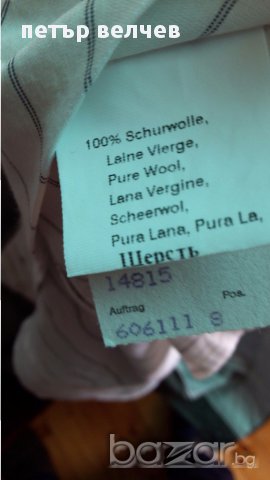 петър велчев
100% Schurwolle,
Laine Vierge,
Pure Wool,
Lana Vergine,
Scheerwol,
Pura Lana, Pura La,
Шерсть
14815
Auftrag Pos.
606111 8
bazar.bg